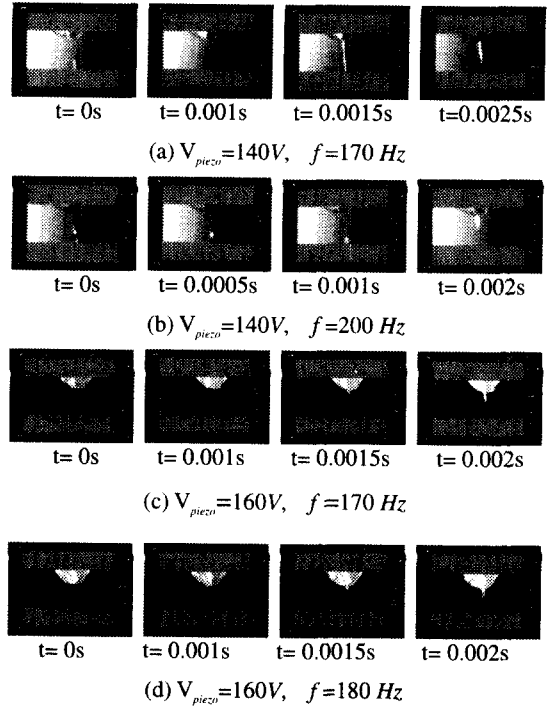 t= 0s t= 0.001s t= 0.0015s t=0.0025s
(a) V_piezo=140V, f=170 Hz
t= 0s t= 0.0005s t= 0.001s t= 0.002s
(b) V_piezo=140V, f=200 Hz
t= 0s t= 0.001s t= 0.0015s t= 0.002s
(c) V_piezo=160V, f=170 Hz
t= 0s t= 0.001s t= 0.0015s t= 0.002s
(d) V_piezo=160V, f=180 Hz